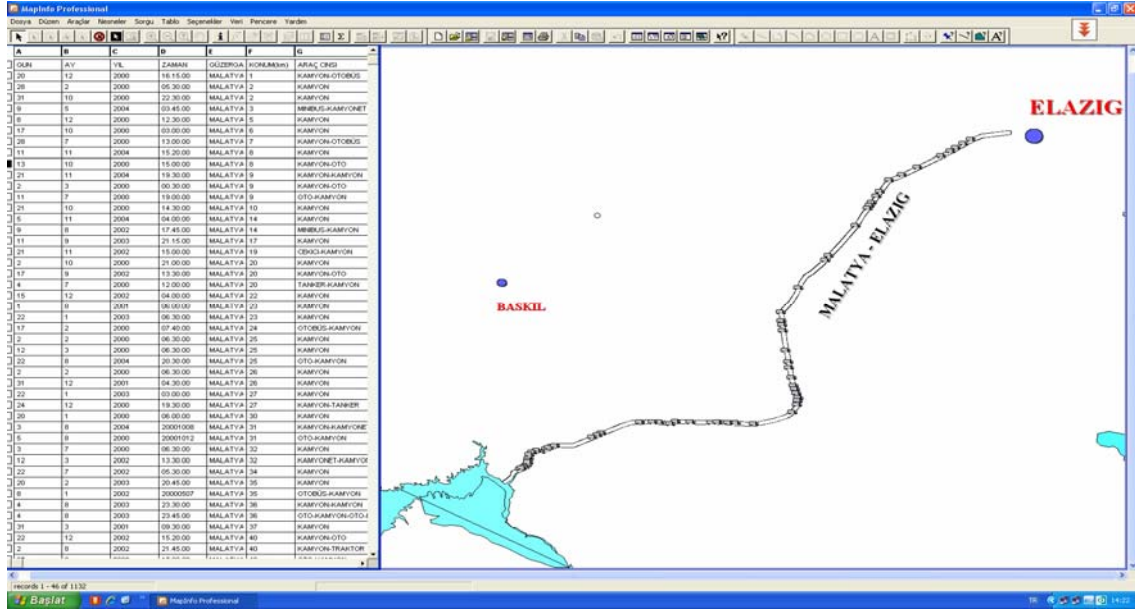 MapInfo Professional
Dosya Düzen Araçlar Nesneler Sorgu Tablo Seçenekler Veri Pencere Yardım
A B C D E F G
GUN AY YIL ZAMAN GÜZERGA KONUM(km) ARAÇ CINSI
20 12 2000 16.15.00 MALATYA 1 KAMYON-OTOBÜS
28 2 2000 05.30.00 MALATYA 2 KAMYON
31 10 2000 22.30.00 MALATYA 2 KAMYON
9 5 2004 03.45.00 MALATYA 3 MINIBUS-KAMYONET
8 12 2000 12.30.00 MALATYA 5 KAMYON
17 10 2000 03.00.00 MALATYA 6 KAMYON
28 7 2000 13.00.00 MALATYA 7 KAMYON-OTOBÜS
11 11 2004 15.20.00 MALATYA 8 KAMYON
13 10 2000 15.00.00 MALATYA 8 KAMYON-OTO
21 11 2004 19.30.00 MALATYA 9 KAMYON-KAMYON
2 3 2000 00.30.00 MALATYA 9 KAMYON-OTO
11 7 2000 19.00.00 MALATYA 9 OTO-KAMYON
21 10 2000 14.30.00 MALATYA 10 KAMYON
5 11 2004 04.00.00 MALATYA 14 KAMYON
9 8 2002 17.45.00 MALATYA 14 MINIBUS-KAMYON
11 9 2003 21.15.00 MALATYA 17 KAMYON
21 11 2002 15.00.00 MALATYA 19 CEKICI-KAMYON
2 10 2000 21.00.00 MALATYA 20 KAMYON
17 9 2002 13.30.00 MALATYA 20 KAMYON-OTO
4 7 2000 12.00.00 MALATYA 20 TANKER-KAMYON
15 12 2002 04.00.00 MALATYA 22 KAMYON
1 8 2001 06.00.00 MALATYA 23 KAMYON
22 1 2003 06.30.00 MALATYA 23 KAMYON
17 2 2000 07.40.00 MALATYA 24 OTOBÜS-KAMYON
2 2 2000 06.30.00 MALATYA 25 KAMYON
12 3 2002 06.30.00 MALATYA 25 KAMYON
22 8 2004 20.30.00 MALATYA 25 OTO-KAMYON
2 2 2000 06.30.00 MALATYA 26 KAMYON
31 12 2001 04.30.00 MALATYA 26 KAMYON
22 1 2003 03.00.00 MALATYA 27 KAMYON
24 12 2000 19.30.00 MALATYA 27 KAMYON-TANKER
20 1 2000 06.00.00 MALATYA 30 KAMYON
3 8 2004 20001008 MALATYA 31 KAMYON-KAMYONE
5 8 2000 20001012 MALATYA 31 OTO-KAMYON
3 7 2000 06.30.00 MALATYA 32 KAMYON
12 3 2002 13.30.00 MALATYA 32 KAMYONET-KAMYO
22 7 2002 05.30.00 MALATYA 34 KAMYON
20 2 2003 20.45.00 MALATYA 35 KAMYON
8 1 2002 20000507 MALATYA 35 OTOBÜS-KAMYON
4 8 2003 23.30.00 MALATYA 36 KAMYON-KAMYON
4 8 2003 23.45.00 MALATYA 36 OTO-KAMYON-OTO-
31 3 2001 09.30.00 MALATYA 37 KAMYON
22 12 2002 15.20.00 MALATYA 40 KAMYON-OTO
2 8 2002 21.45.00 MALATYA 40 KAMYON-TRAKTOR
ELAZIG
MALATYA - ELAZIG
BASKIL
records 1 - 46 of 1132
Başlat MapInfo Professional TR 14:22